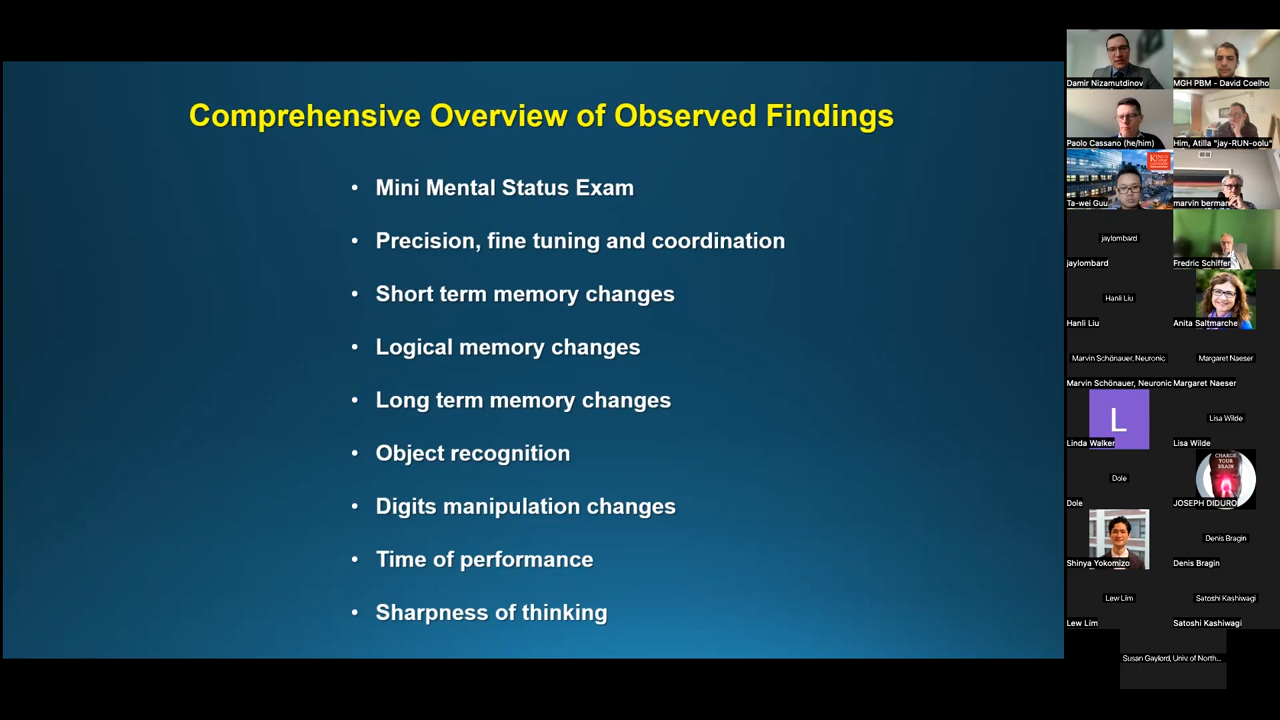 Comprehensive Overview of Observed Findings
• Mini Mental Status Exam
• Precision, fine tuning and coordination
• Short term memory changes
• Logical memory changes
• Long term memory changes
• Object recognition
• Digits manipulation changes
• Time of performance
• Sharpness of thinking
Damir Nizamutdinov
MGH PBM - David Coelho
Paolo Cassano (he/him)
Him, Atilla "jay-RUN-oolu"
KING'S
LONDON
Ta-wei Guu
marvin berman
jaylombard
jaylombard
Fredric Schiffer
Hanli Liu
Hanli Liu
Anita Saltmarche
Marvin Schönauer, Neuronic
Margaret Naeser
Marvin Schönauer, Neuronic
Margaret Naeser
L
Linda Walker
Lisa Wilde
Lisa Wilde
Dole
Dole
CHARGE
YOUR
BRAIN
JOSEPH DIDURO
Shinya Yokomizo
Denis Bragin
Denis Bragin
Lew Lim
Lew Lim
Satoshi Kashiwagi
Satoshi Kashiwagi
Susan Gaylord, Univ of North...